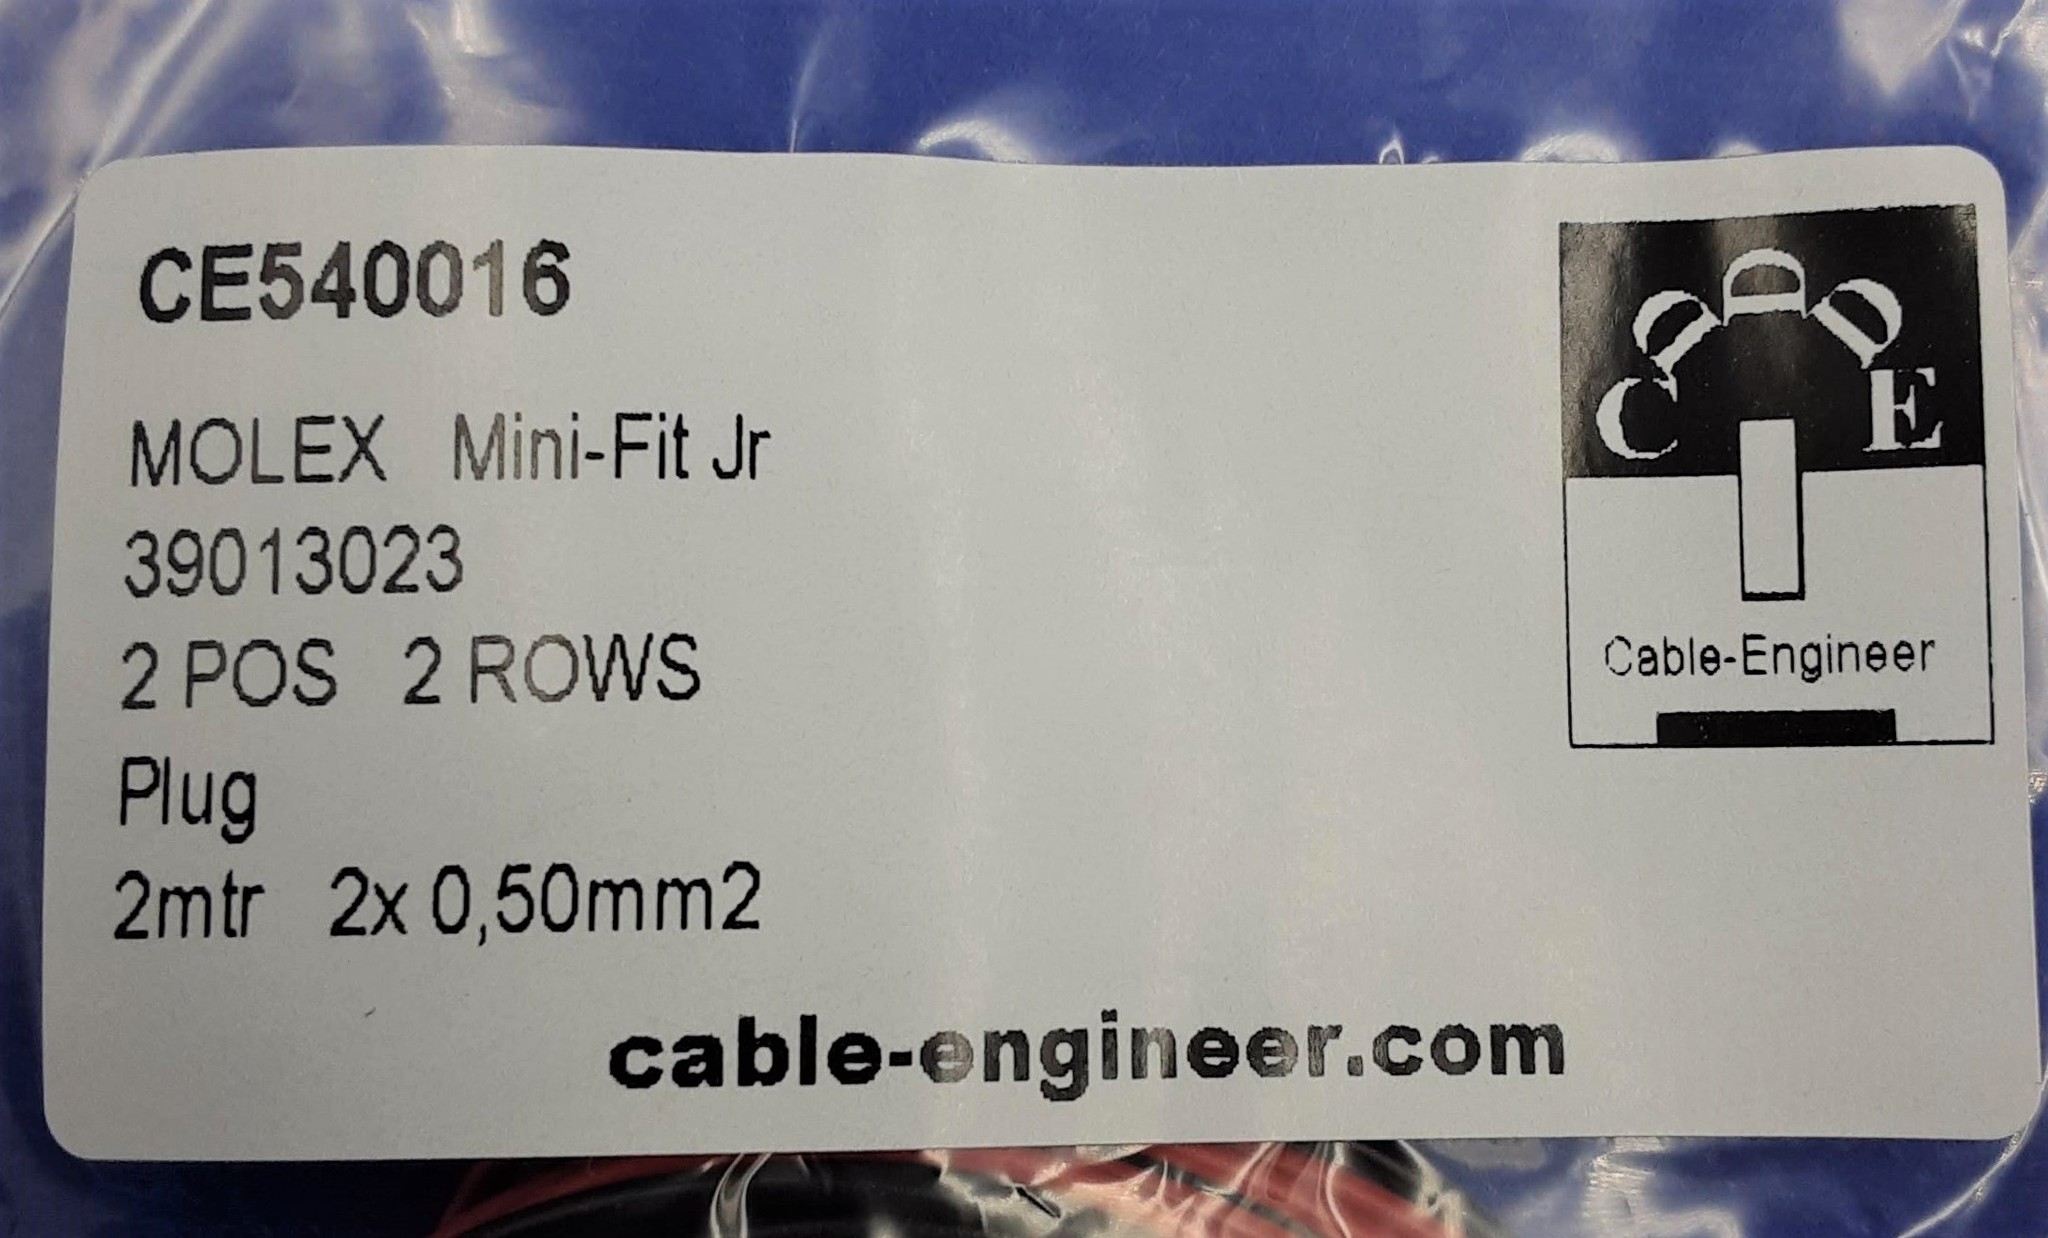 CE540016
MOLEX Mini-Fit Jr
39013023
2 POS 2 ROWS
Plug
2mtr 2x 0,50mm2
cable-engineer.com
C E
Cable-Engineer